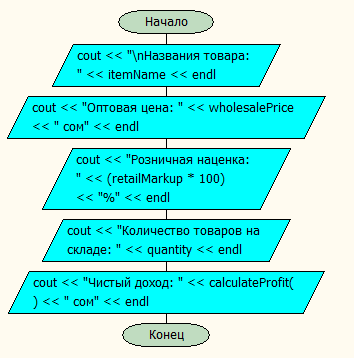 Начало
cout << "\nНазвания товара:
" << itemName << endl
cout << "Оптовая цена: " << wholesalePrice
<< " сом" << endl
cout << "Розничная наценка:
" << (retailMarkup * 100)
<< "%" << endl
cout << "Количество товаров на
складе: " << quantity << endl
cout << "Чистый доход: " << calculateProfit(
) << " сом" << endl
Конец